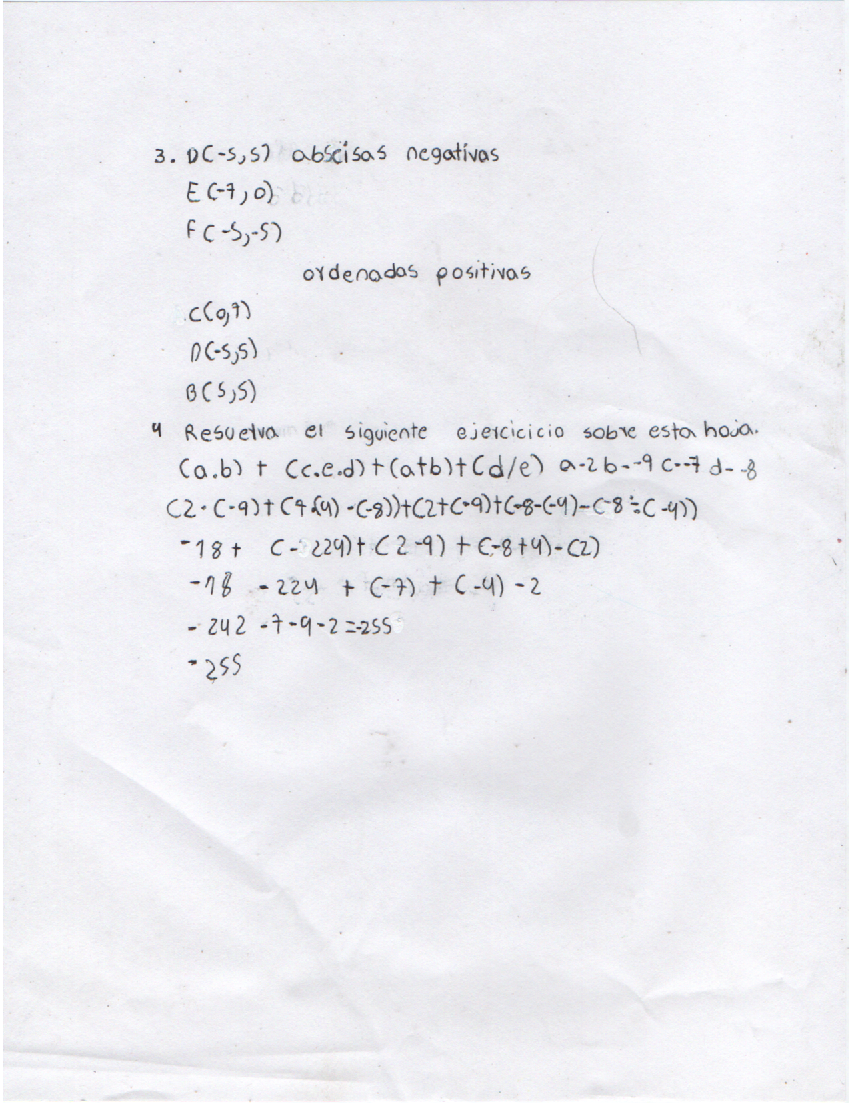 3. D(-5,5) abscisas negativas
E(-7,0)
F(-5,-5)
ordenadas positivas
C(0,7)
D(-5,5)
B(5,5)
4 Resuelva el siguiente ejercicicio sobre esta hoja.
(a.b) + (c.e.d)+(a+b)+(d/e) a-2 b--9 c--7 d--8
(2·(-9)+(7.(4)-(-8))+(2+(-9)+(-8-(-4)-(-8÷(-4))
-18+ (-224)+(2-9)+(-8+4)-(2)
-18 -224 + (-7) + (-4) -2
-242 -7-9-2=-255
-255